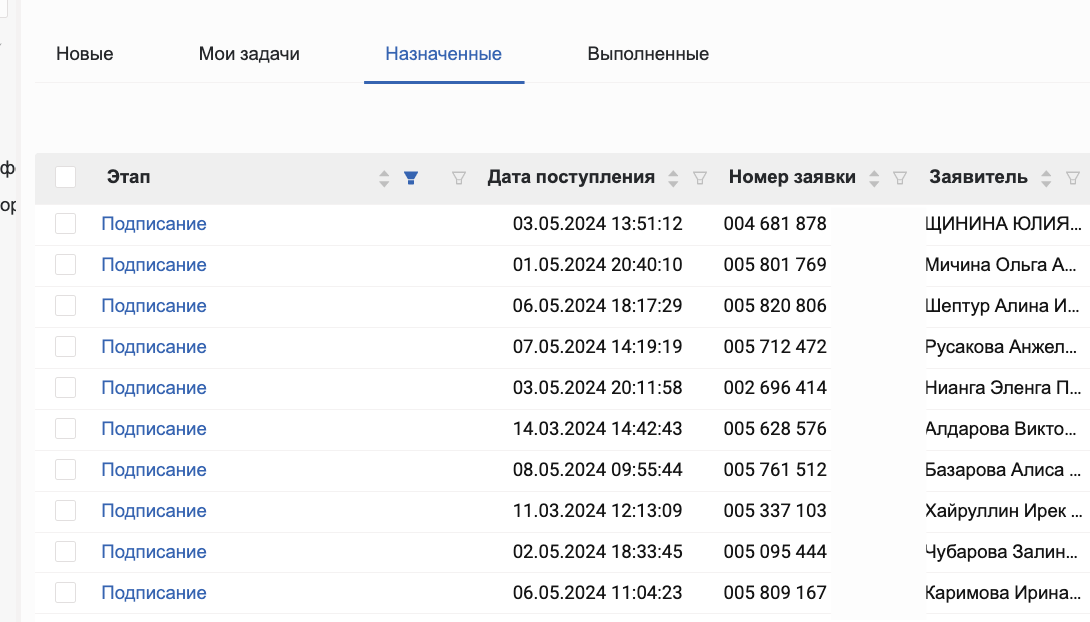 Новые Мои задачи Назначенные Выполненные
Этап Дата поступления Номер заявки Заявитель
Подписание 03.05.2024 13:51:12 004 681 878 ЩИНИНА ЮЛИЯ...
Подписание 01.05.2024 20:40:10 005 801 769 Мичина Ольга А...
Подписание 06.05.2024 18:17:29 005 820 806 Шептур Алина И...
Подписание 07.05.2024 14:19:19 005 712 472 Русакова Анжел...
Подписание 03.05.2024 20:11:58 002 696 414 Нианга Эленга П...
Подписание 14.03.2024 14:42:43 005 628 576 Алдарова Викто...
Подписание 08.05.2024 09:55:44 005 761 512 Базарова Алиса ...
Подписание 11.03.2024 12:13:09 005 337 103 Хайруллин Ирек ...
Подписание 02.05.2024 18:33:45 005 095 444 Чубарова Залин...
Подписание 06.05.2024 11:04:23 005 809 167 Каримова Ирина...